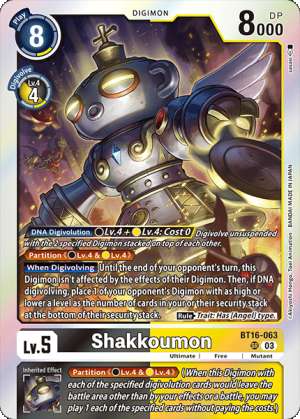 DIGIMON
Play
8
8000
DP
Digivolve
Lv.4
4
sasasi
©Akiyoshi Hongo, Toei Animation • BANDAI MADE IN JAPAN
DNA Digivolution Lv.4 + Lv.4: Cost 0 Digivolve unsuspended
with the 2 specified Digimon stacked on top of each other.
Partition (Lv.4 & Lv.4)
When Digivolving Until the end of your opponent's turn, this
Digimon isn't affected by the effects of their Digimon. Then, if DNA
digivolving, place 1 of your opponent's Digimon with as high or
lower a level as the number of cards in your or their security stack
at the bottom of their security stack.
Rule Trait: Has [Angel] type.
BT16-063
Lv.5
Shakkoumon
SR 03
Ultimate
Free
Mutant
Inherited Effect
Partition (Lv.4 & Lv.4) (When this Digimon with
each of the specified digivolution cards would leave the
battle area other than by your effects or a battle, you may
play 1 each of the specified cards without paying the costs.)